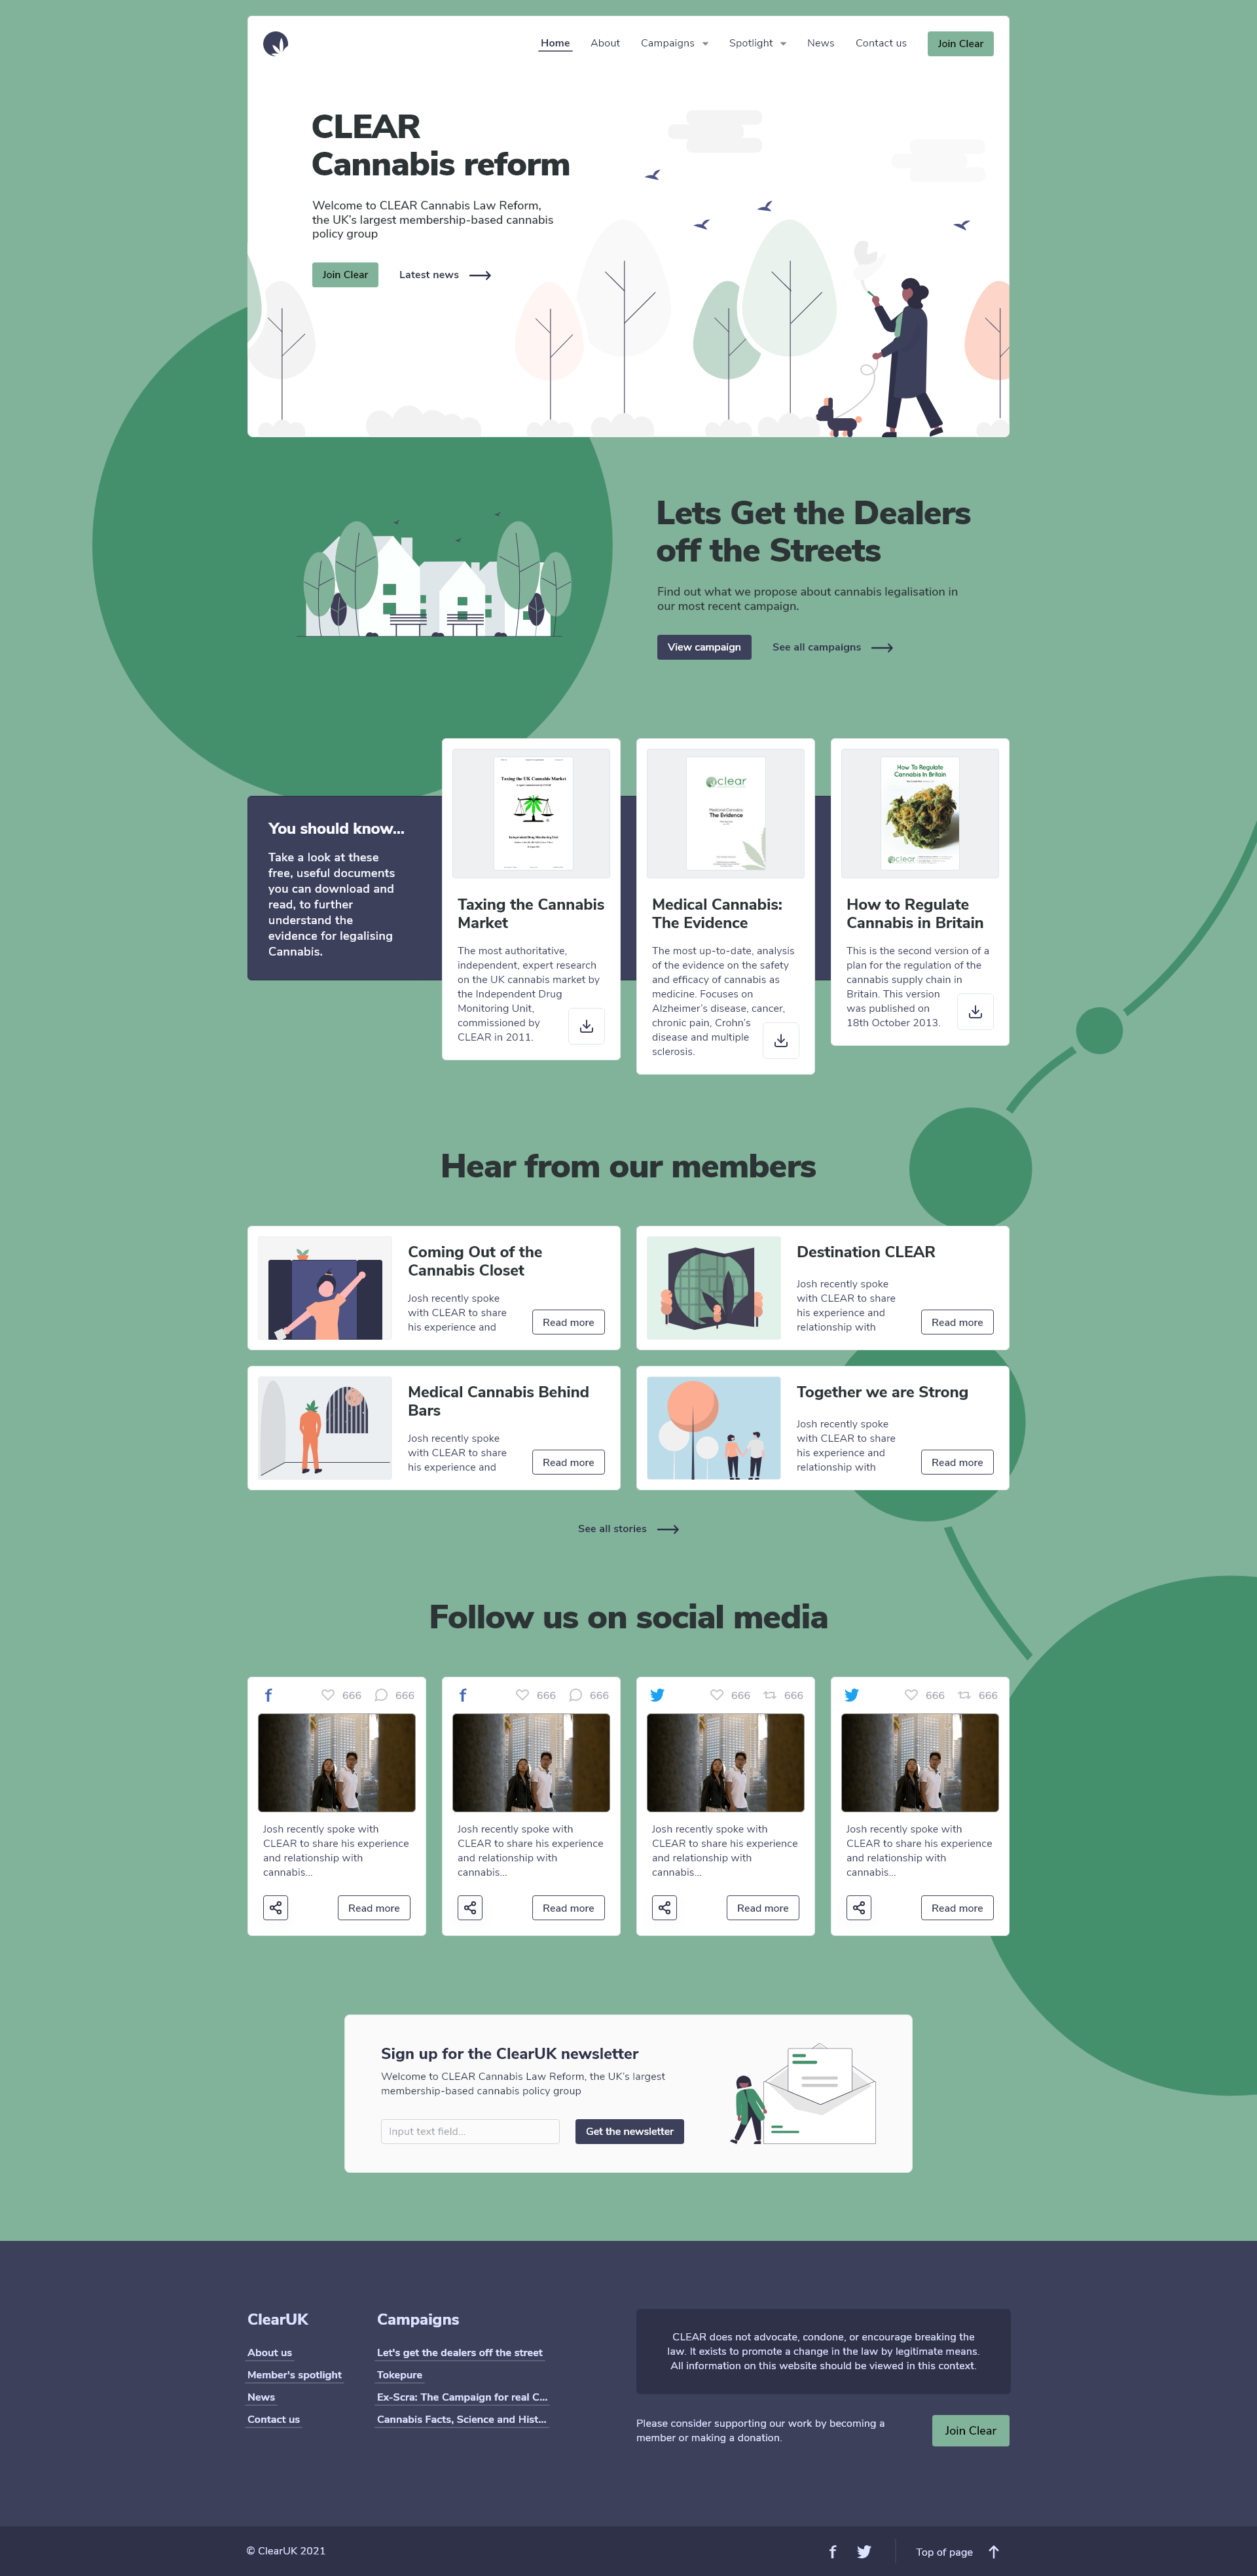 Home About Campaigns Spotlight News Contact us Join Clear
CLEAR
Cannabis reform
Welcome to CLEAR Cannabis Law Reform,
the UK's largest membership-based cannabis
policy group
Join Clear Latest news
Lets Get the Dealers
off the Streets
Find out what we propose about cannabis legalisation in
our most recent campaign.
View campaign See all campaigns
You should know...
Take a look at these
free, useful documents
you can download and
read, to further
understand the
evidence for legalising
Cannabis.
Taxing the UK Cannabis Market
Independent Drug Monitoring Unit
Taxing the Cannabis
Market
The most authoritative,
independent, expert research
on the UK cannabis market by
the Independent Drug
Monitoring Unit,
commissioned by
CLEAR in 2011.
clear
Medicinal Cannabis:
The Evidence
Medical Cannabis:
The Evidence
The most up-to-date, analysis
of the evidence on the safety
and efficacy of cannabis as
medicine. Focuses on
Alzheimer's disease, cancer,
chronic pain, Crohn's
disease and multiple
sclerosis.
How To Regulate
Cannabis In Britain
clear
How to Regulate
Cannabis in Britain
This is the second version of a
plan for the regulation of the
cannabis supply chain in
Britain. This version
was published on
18th October 2013.
Hear from our members
Coming Out of the
Cannabis Closet
Josh recently spoke
with CLEAR to share
his experience and
Read more
Destination CLEAR
Josh recently spoke
with CLEAR to share
his experience and
relationship with
Read more
Medical Cannabis Behind
Bars
Josh recently spoke
with CLEAR to share
his experience and
Read more
Together we are Strong
Josh recently spoke
with CLEAR to share
his experience and
relationship with
Read more
See all stories
Follow us on social media
f 666 666
Josh recently spoke with
CLEAR to share his experience
and relationship with
cannabis...
Read more
f 666 666
Josh recently spoke with
CLEAR to share his experience
and relationship with
cannabis...
Read more
666 666
Josh recently spoke with
CLEAR to share his experience
and relationship with
cannabis...
Read more
666 666
Josh recently spoke with
CLEAR to share his experience
and relationship with
cannabis...
Read more
Sign up for the ClearUK newsletter
Welcome to CLEAR Cannabis Law Reform, the UK's largest
membership-based cannabis policy group
Input text field... Get the newsletter
ClearUK
About us
Member's spotlight
News
Contact us
Campaigns
Let's get the dealers off the street
Tokepure
Ex-Scra: The Campaign for real C...
Cannabis Facts, Science and Hist...
CLEAR does not advocate, condone, or encourage breaking the
law. It exists to promote a change in the law by legitimate means.
All information on this website should be viewed in this context.
Please consider supporting our work by becoming a
member or making a donation.
Join Clear
© ClearUK 2021 f Top of page